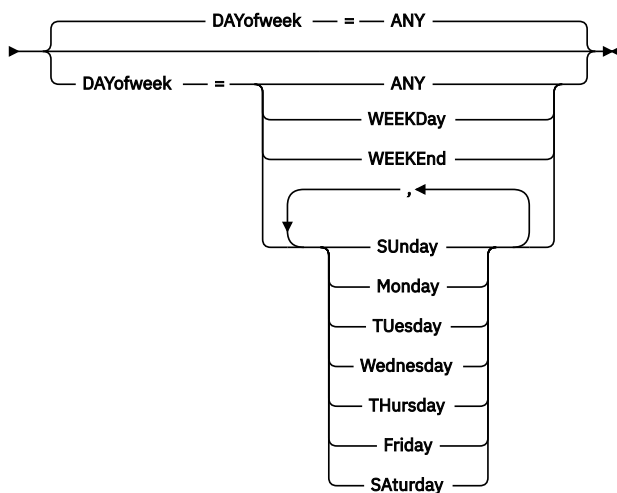 DAYofweek = ANY
DAYofweek = ANY
WEEKDay
WEEKEnd
,
SUnday
Monday
TUesday
Wednesday
THursday
Friday
SAturday